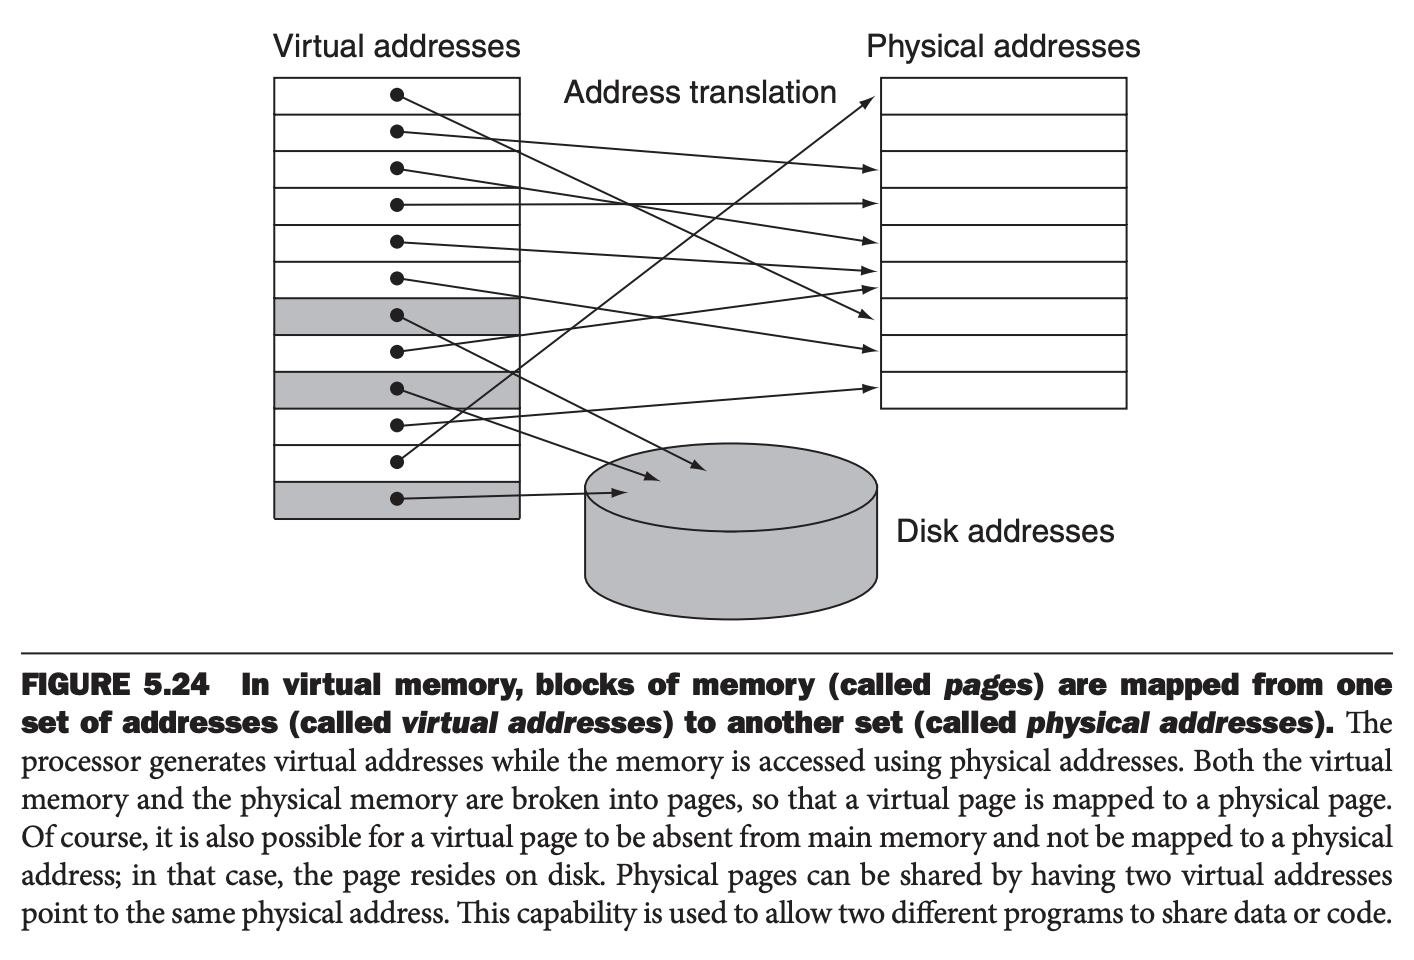 Virtual addresses
Physical addresses
Address translation
Disk addresses
FIGURE 5.24 In virtual memory, blocks of memory (called pages) are mapped from one
set of addresses (called virtual addresses) to another set (called physical addresses). The
processor generates virtual addresses while the memory is accessed using physical addresses. Both the virtual
memory and the physical memory are broken into pages, so that a virtual page is mapped to a physical page.
Of course, it is also possible for a virtual page to be absent from main memory and not be mapped to a physical
address; in that case, the page resides on disk. Physical pages can be shared by having two virtual addresses
point to the same physical address. This capability is used to allow two different programs to share data or code.